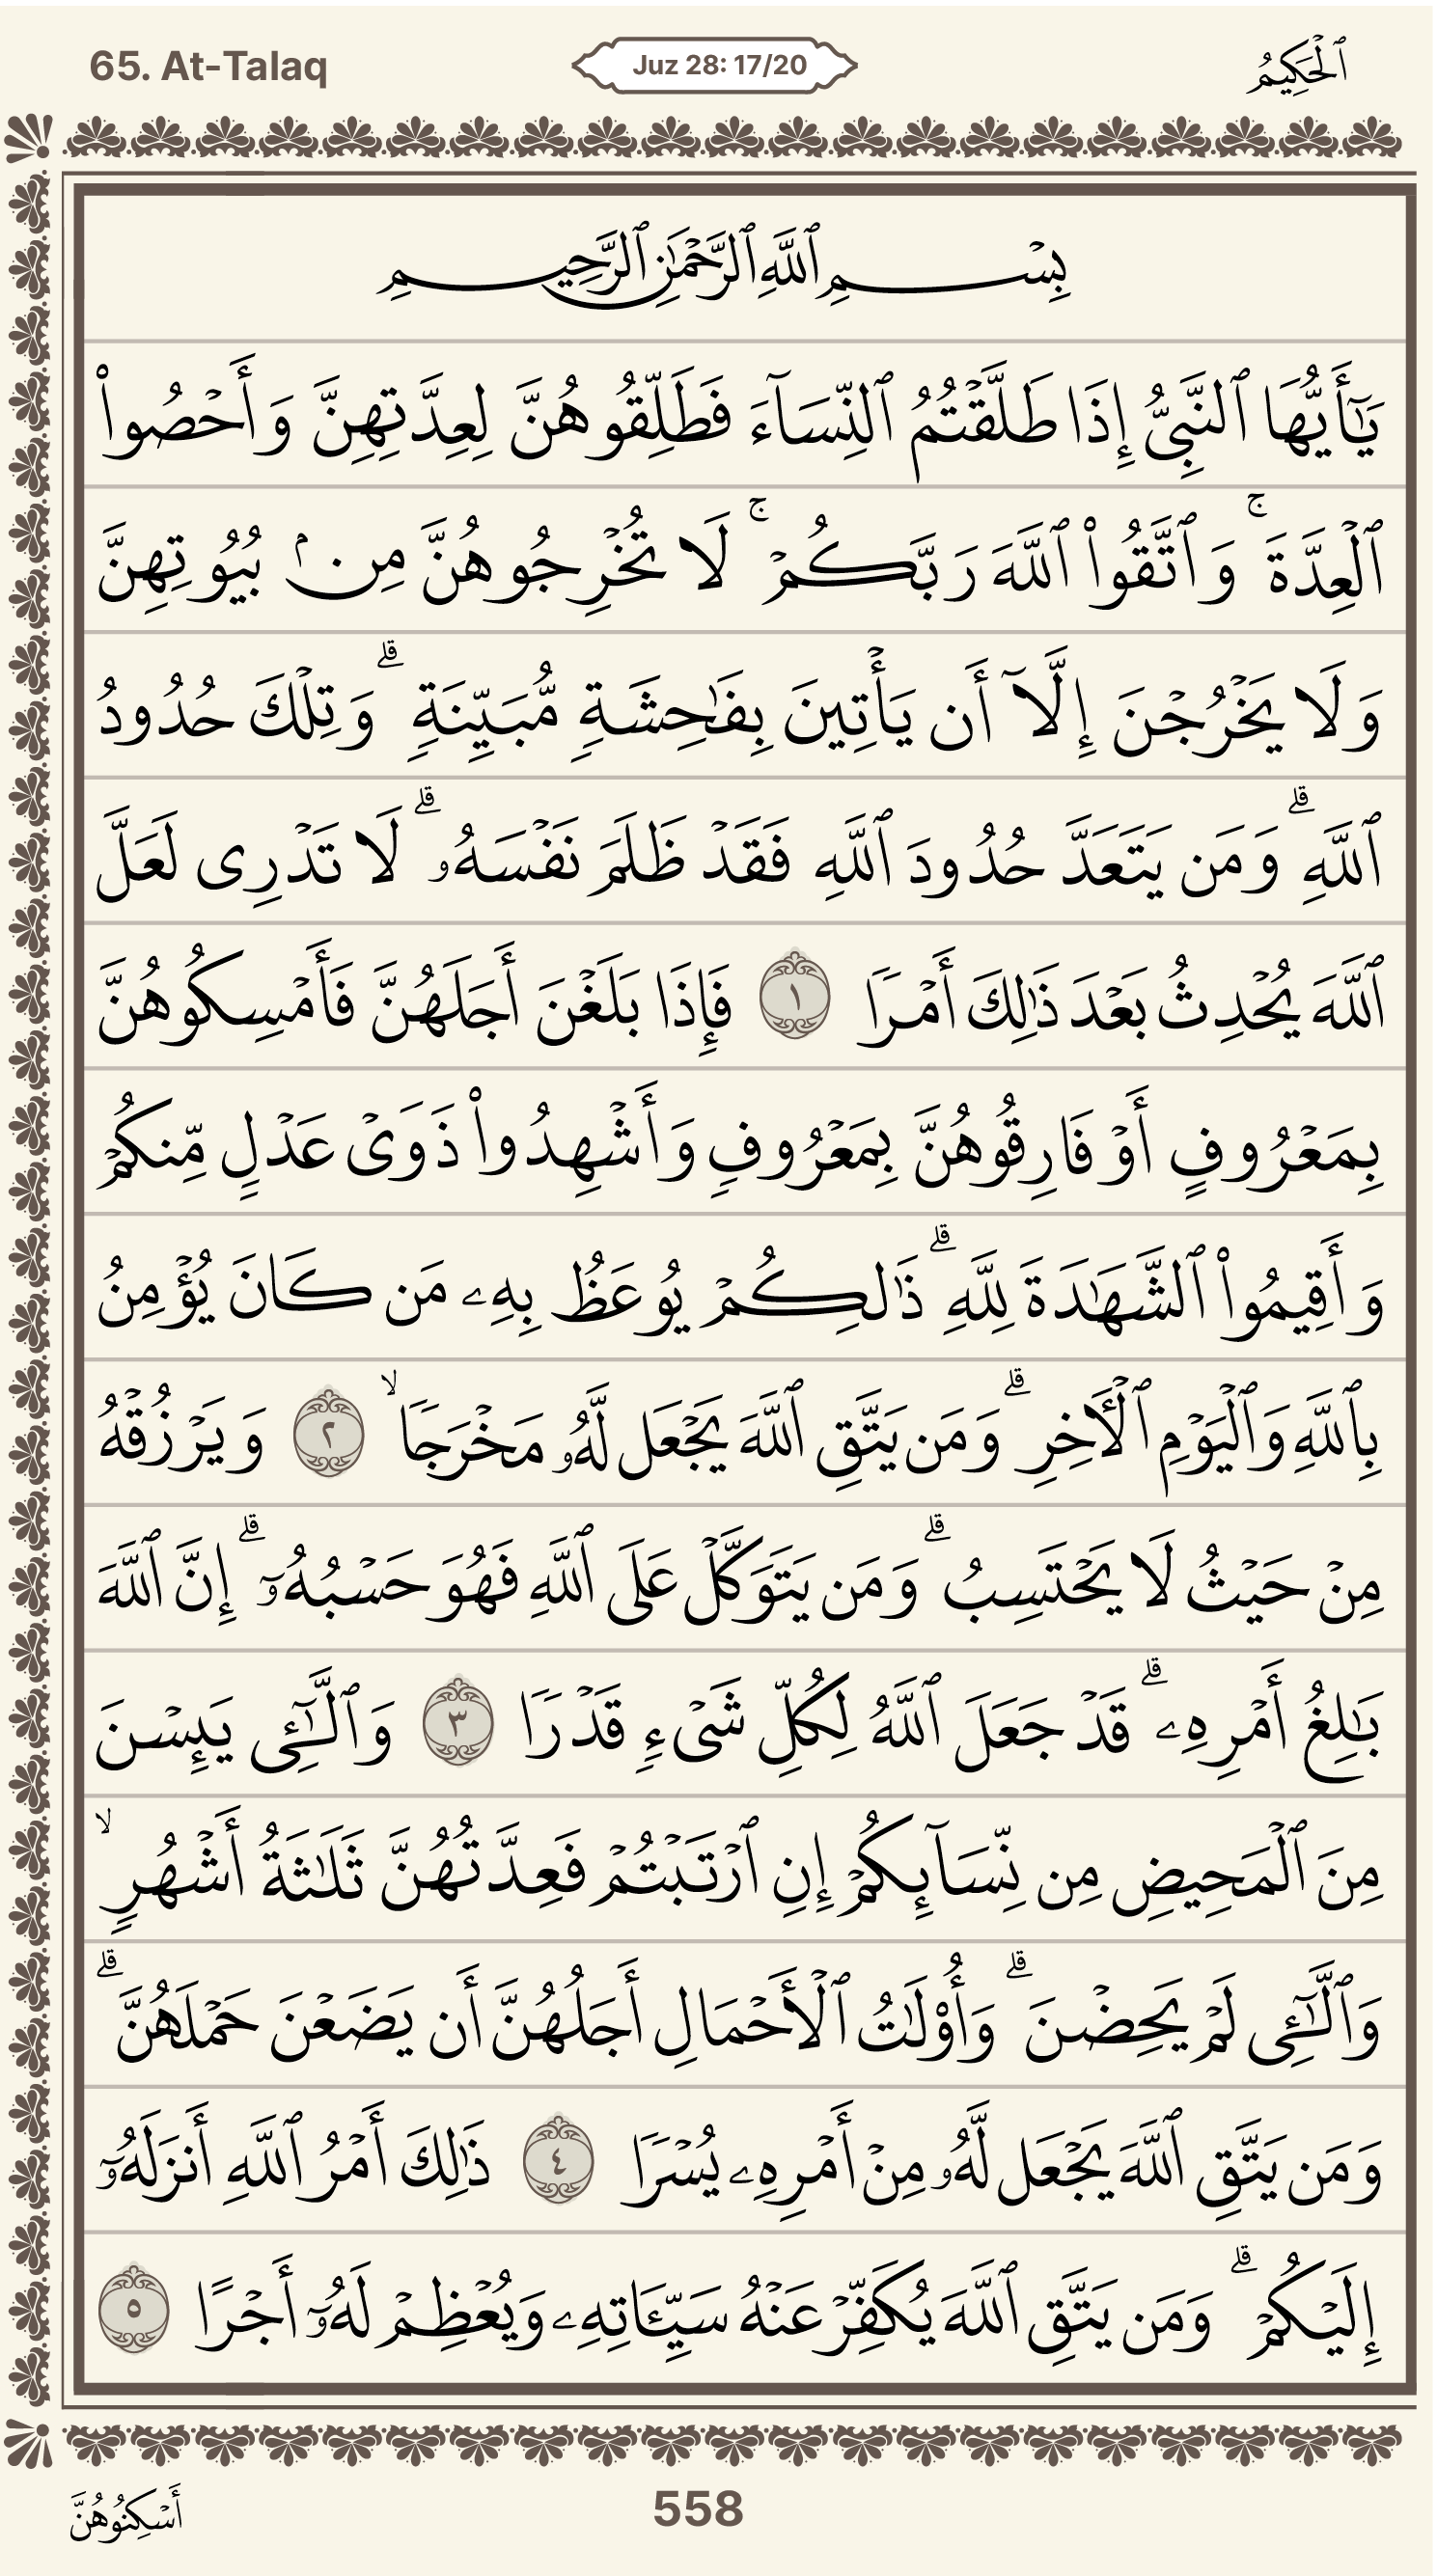 65. At-Talaq
Juz 28: 17/20
ٱلْحَكِيمُ
بِسْمِ ٱللَّهِ ٱلرَّحْمَٰنِ ٱلرَّحِيمِ
يَٰٓأَيُّهَا ٱلنَّبِىُّ إِذَا طَلَّقْتُمُ ٱلنِّسَآءَ فَطَلِّقُوهُنَّ لِعِدَّتِهِنَّ وَأَحْصُوا۟
ٱلْعِدَّةَ ۖۚ وَٱتَّقُوا۟ ٱللَّهَ رَبَّكُمْ ۚ لَا تُخْرِجُوهُنَّ مِنۢ بُيُوتِهِنَّ
وَلَا يَخْرُجْنَ إِلَّآ أَن يَأْتِينَ بِفَٰحِشَةٍ مُّبَيِّنَةٍ ۗ وَتِلْكَ حُدُودُ
ٱللَّهِ ۗ وَمَن يَتَعَدَّ حُدُودَ ٱللَّهِ فَقَدْ ظَلَمَ نَفْسَهُۥ ۗ لَا تَدْرِى لَعَلَّ
ٱللَّهَ يُحْدِثُ بَعْدَ ذَٰلِكَ أَمْرًا ١ فَإِذَا بَلَغْنَ أَجَلَهُنَّ فَأَمْسِكُوهُنَّ
بِمَعْرُوفٍ أَوْ فَارِقُوهُنَّ بِمَعْرُوفٍ وَأَشْهِدُوا۟ ذَوَىْ عَدْلٍ مِّنكُمْ
وَأَقِيمُوا۟ ٱلشَّهَٰدَةَ لِلَّهِ ۗ ذَٰلِكُمْ يُوعَظُ بِهِۦ مَن كَانَ يُؤْمِنُ
بِٱللَّهِ وَٱلْيَوْمِ ٱلْءَاخِرِ ۗ وَمَن يَتَّقِ ٱللَّهَ يَجْعَل لَّهُۥ مَخْرَجًا ۙ ٢ وَيَرْزُقْهُ
مِنْ حَيْثُ لَا يَحْتَسِبُ ۗ وَمَن يَتَوَكَّلْ عَلَى ٱللَّهِ فَهُوَ حَسْبُهُۥٓ ۗ إِنَّ ٱللَّهَ
بَٰلِغُ أَمْرِهِۦ ۗ قَدْ جَعَلَ ٱللَّهُ لِكُلِّ شَىْءٍ قَدْرًا ٣ وَٱلَّٰٓـِٔى يَئِسْنَ
مِنَ ٱلْمَحِيضِ مِن نِّسَآئِكُمْ إِنِ ٱرْتَبْتُمْ فَعِدَّتُهُنَّ ثَلَٰثَةُ أَشْهُرٍ ۙ
وَٱلَّٰٓـِٔى لَمْ يَحِضْنَ ۗ وَأُو۟لَٰتُ ٱلْأَحْمَالِ أَجَلُهُنَّ أَن يَضَعْنَ حَمْلَهُنَّ ۗ
وَمَن يَتَّقِ ٱللَّهَ يَجْعَل لَّهُۥ مِنْ أَمْرِهِۦ يُسْرًا ٤ ذَٰلِكَ أَمْرُ ٱللَّهِ أَنزَلَهُۥٓ
إِلَيْكُمْ ۗ وَمَن يَتَّقِ ٱللَّهَ يُكَفِّرْ عَنْهُ سَيِّـَٔاتِهِۦ وَيُعْظِمْ لَهُۥٓ أَجْرًا ٥
أَسْكِنُوهُنَّ
558